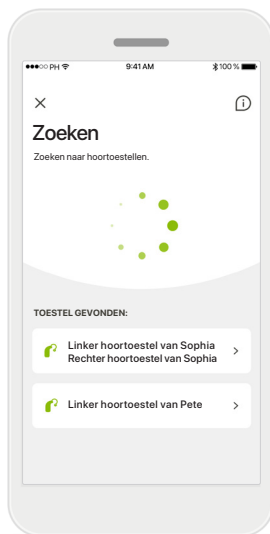 ●●●○○ PH 9:41 AM 100 %
Zoeken
Zoeken naar hoortoestellen.
TOESTEL GEVONDEN:
Linker hoortoestel van Sophia
Rechter hoortoestel van Sophia
Linker hoortoestel van Pete